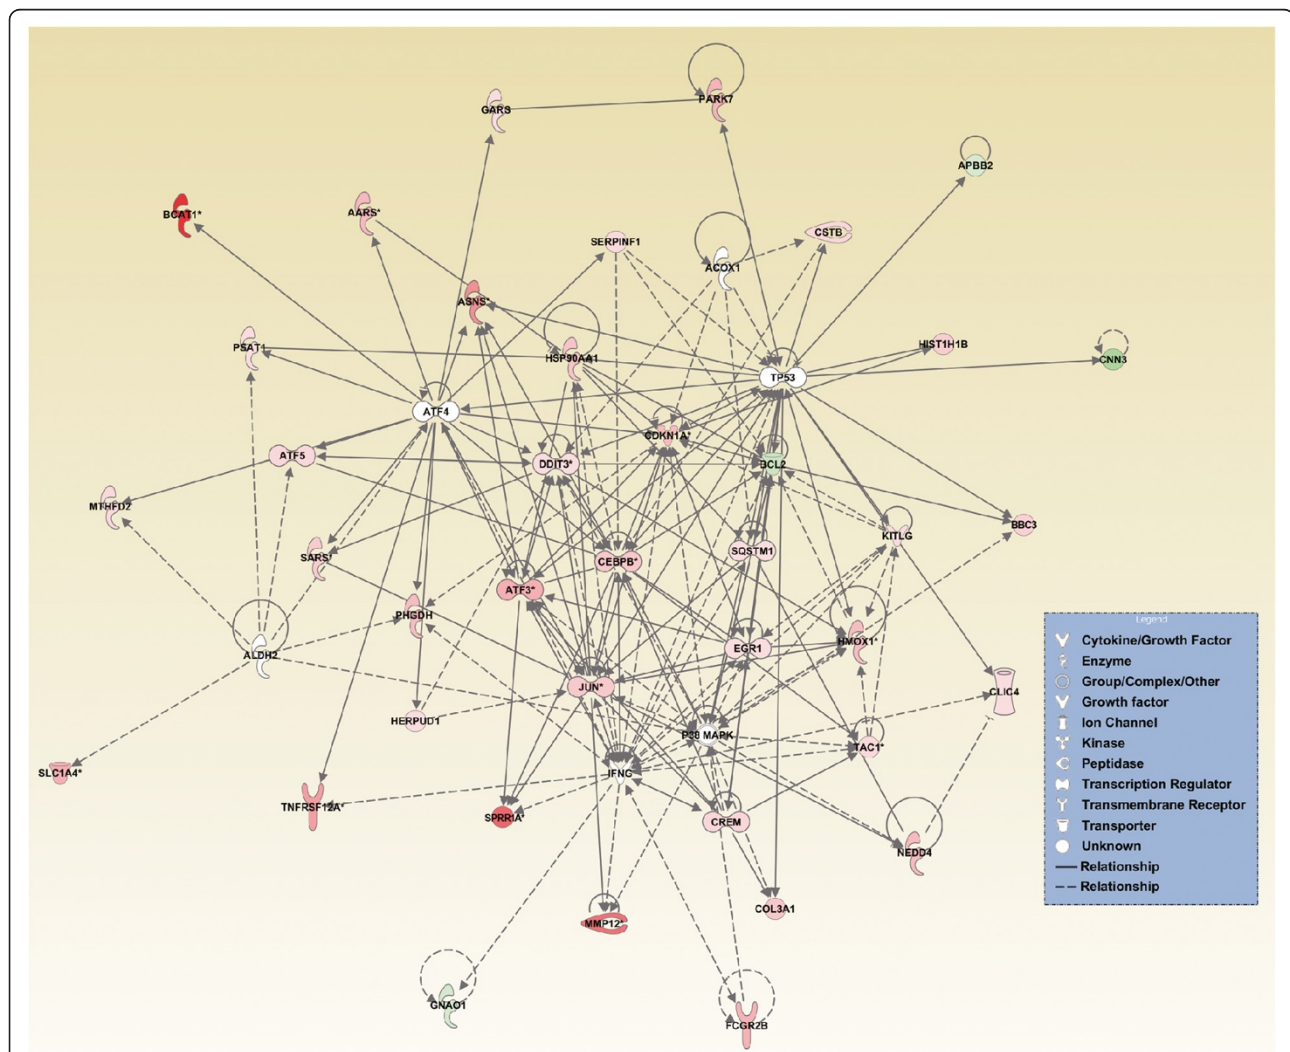 GARS
PARK7
APBB2
BCAT1*
AARS*
SERPINF1
CSTB
ACOX1
ASNS*
PSAT1
HSP90AA1
HIST1H1B
CNN3
TP53
ATF4
CDKN1A*
ATF5
DDIT3*
BCL2
MTHFD2
BBC3
KITLG
SARS*
CEBPB*
SQSTM1
ATF3*
PHGDH
HMOX1*
EGR1
ALDH2
JUN*
CLIC4
HERPUD1
P38 MAPK
TAC1*
SLC1A4*
IFNG
TNFRSF12A*
SPRR1A*
CREM
NEDD4
COL3A1
MMP12*
GNAO1
FCGR2B
Legend
Cytokine/Growth Factor
Enzyme
Group/Complex/Other
Growth factor
Ion Channel
Kinase
Peptidase
Transcription Regulator
Transmembrane Receptor
Transporter
Unknown
Relationship
Relationship